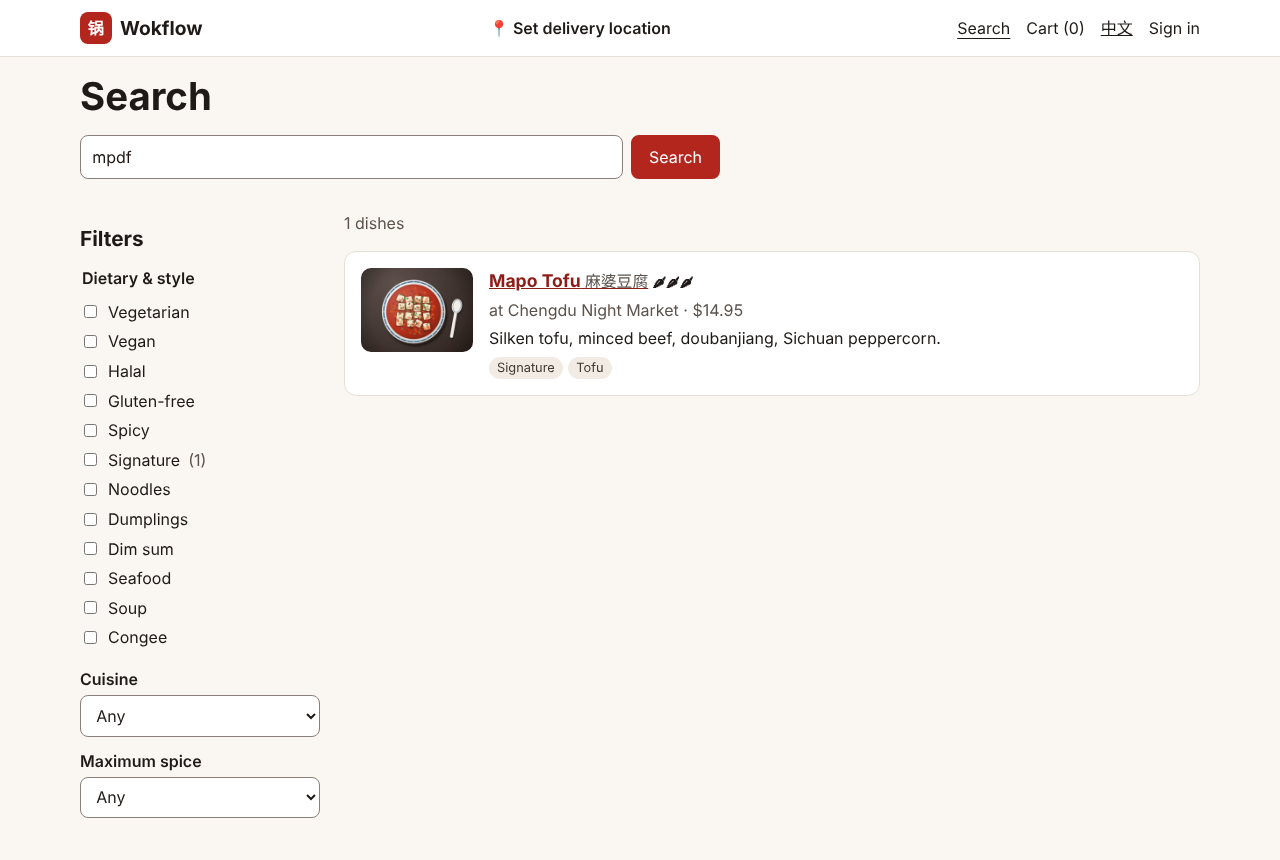 锅 Wokflow
📍 Set delivery location
Search Cart (0) 中文 Sign in
Search
mpdf
Search
Filters
Dietary & style
Vegetarian
Vegan
Halal
Gluten-free
Spicy
Signature (1)
Noodles
Dumplings
Dim sum
Seafood
Soup
Congee
Cuisine
Any
Maximum spice
Any
1 dishes
Mapo Tofu 麻婆豆腐 🌶🌶🌶
at Chengdu Night Market · $14.95
Silken tofu, minced beef, doubanjiang, Sichuan peppercorn.
Signature Tofu